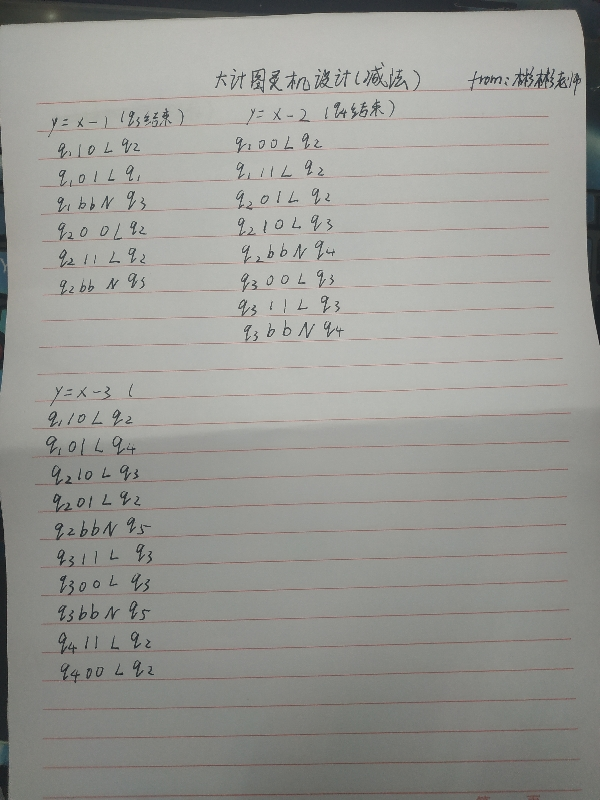 大计图灵机设计(减法) from:彬彬老师
y=x-1 (q3结束)
q1 1 0 L q2
q1 0 1 L q1
q1 b b N q3
q2 0 0 L q2
q2 1 1 L q2
q2 b b N q3
y=x-2 (q4结束)
q1 0 0 L q2
q1 1 1 L q2
q2 0 1 L q2
q2 1 0 L q3
q2 b b N q4
q3 0 0 L q3
q3 1 1 L q3
q3 b b N q4
y=x-3 (
q1 1 0 L q2
q1 0 1 L q4
q2 1 0 L q3
q2 0 1 L q2
q2 b b N q5
q3 1 1 L q3
q3 0 0 L q3
q3 b b N q5
q4 1 1 L q2
q4 0 0 L q2